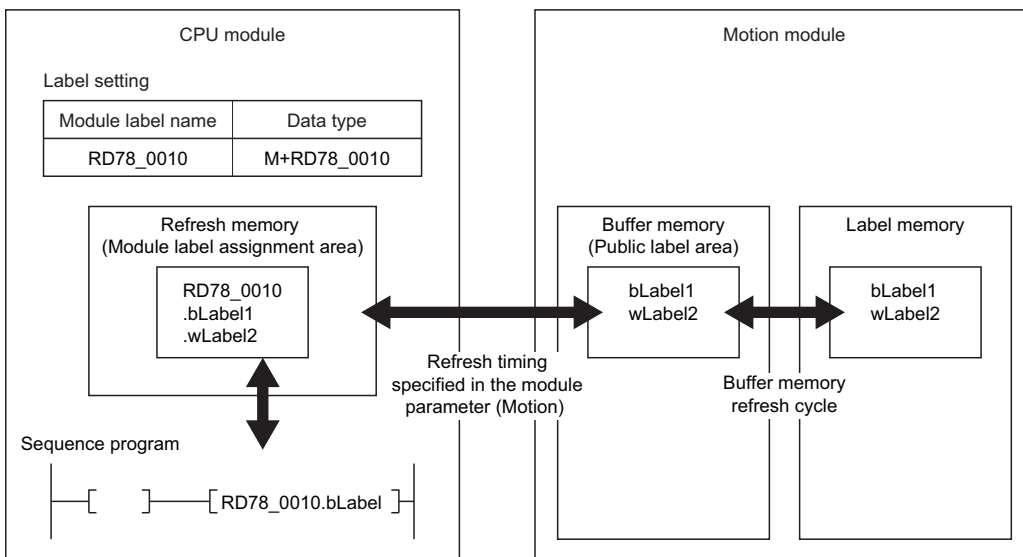 CPU module
Label setting
Module label name Data type
RD78_0010 M+RD78_0010
Refresh memory
(Module label assignment area)
RD78_0010
.bLabel1
.wLabel2
Sequence program
RD78_0010.bLabel
Refresh timing
specified in the module
parameter (Motion)
Motion module
Buffer memory
(Public label area)
bLabel1
wLabel2
Buffer memory
refresh cycle
Label memory
bLabel1
wLabel2